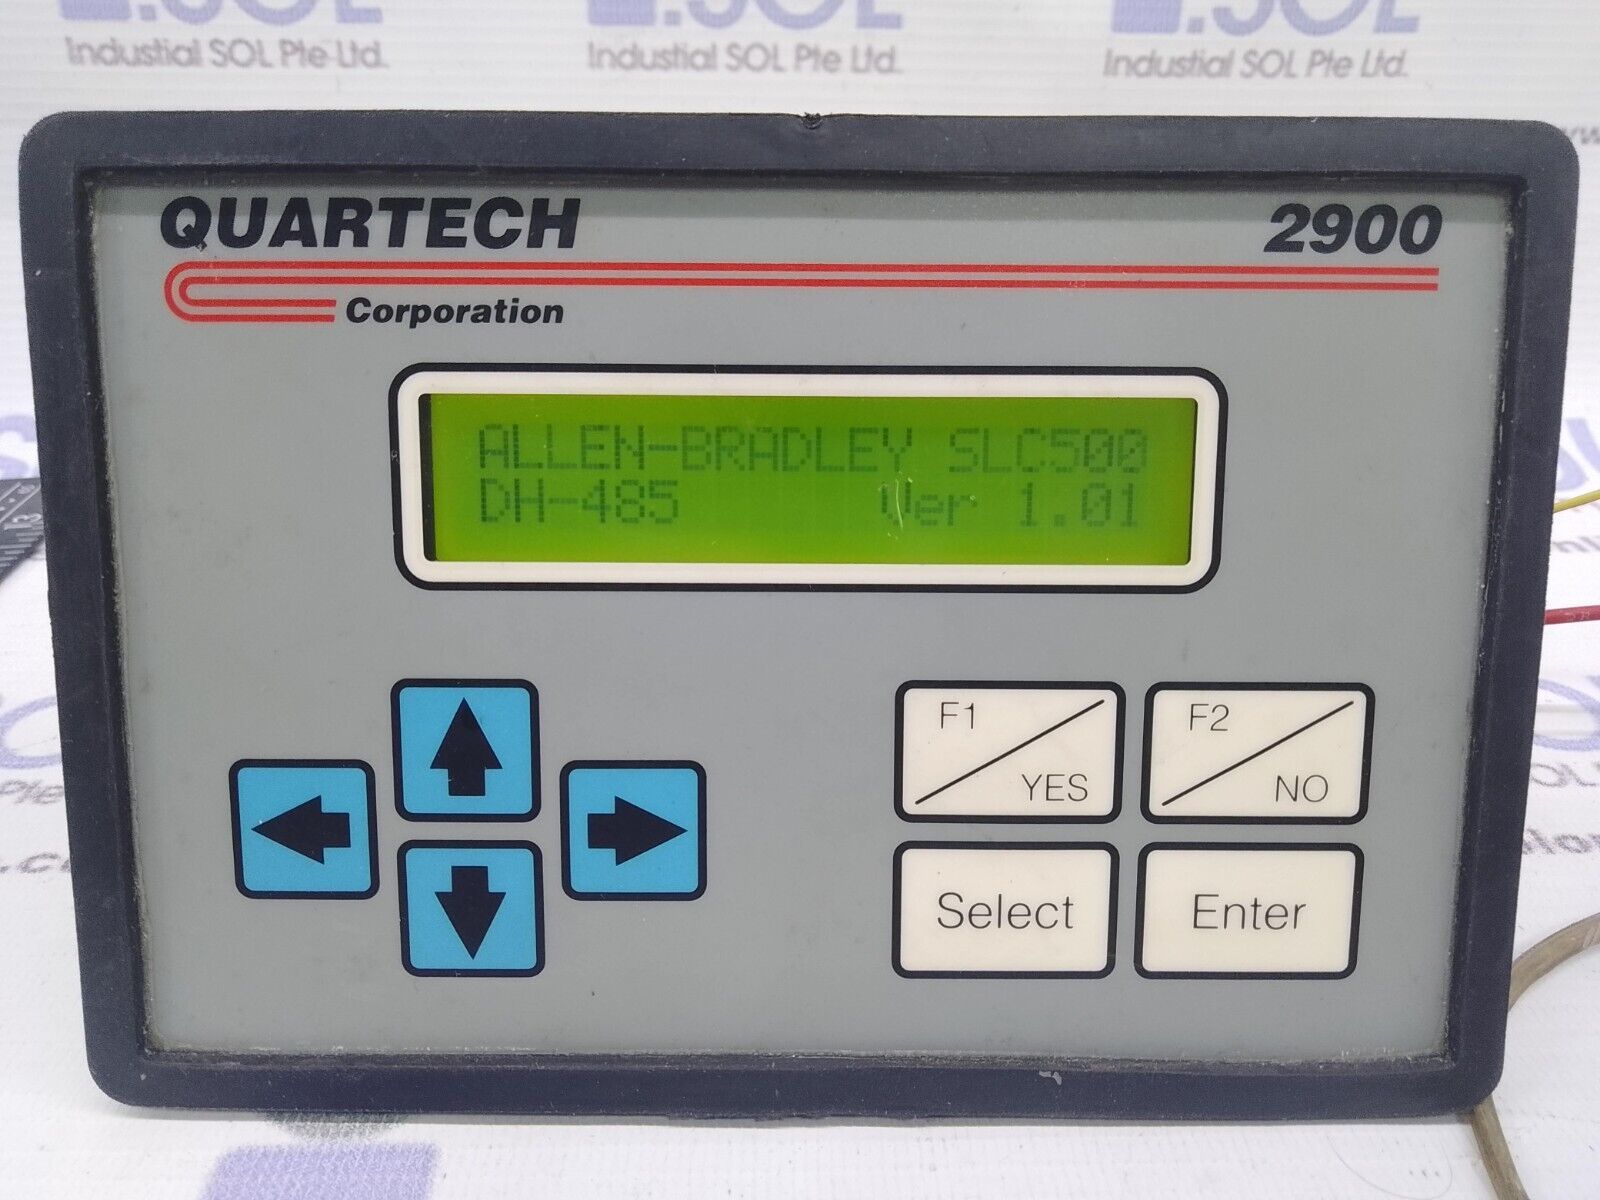 Industrial SOL Pte Ltd.
Industrial SOL Pte Ltd.
Industrial SOL Pte Ltd.
QUARTECH
2900
Corporation
ALLEN-BRADLEY SLC500
DH-485 Ver 1.01
F1
YES
F2
NO
Select
Enter